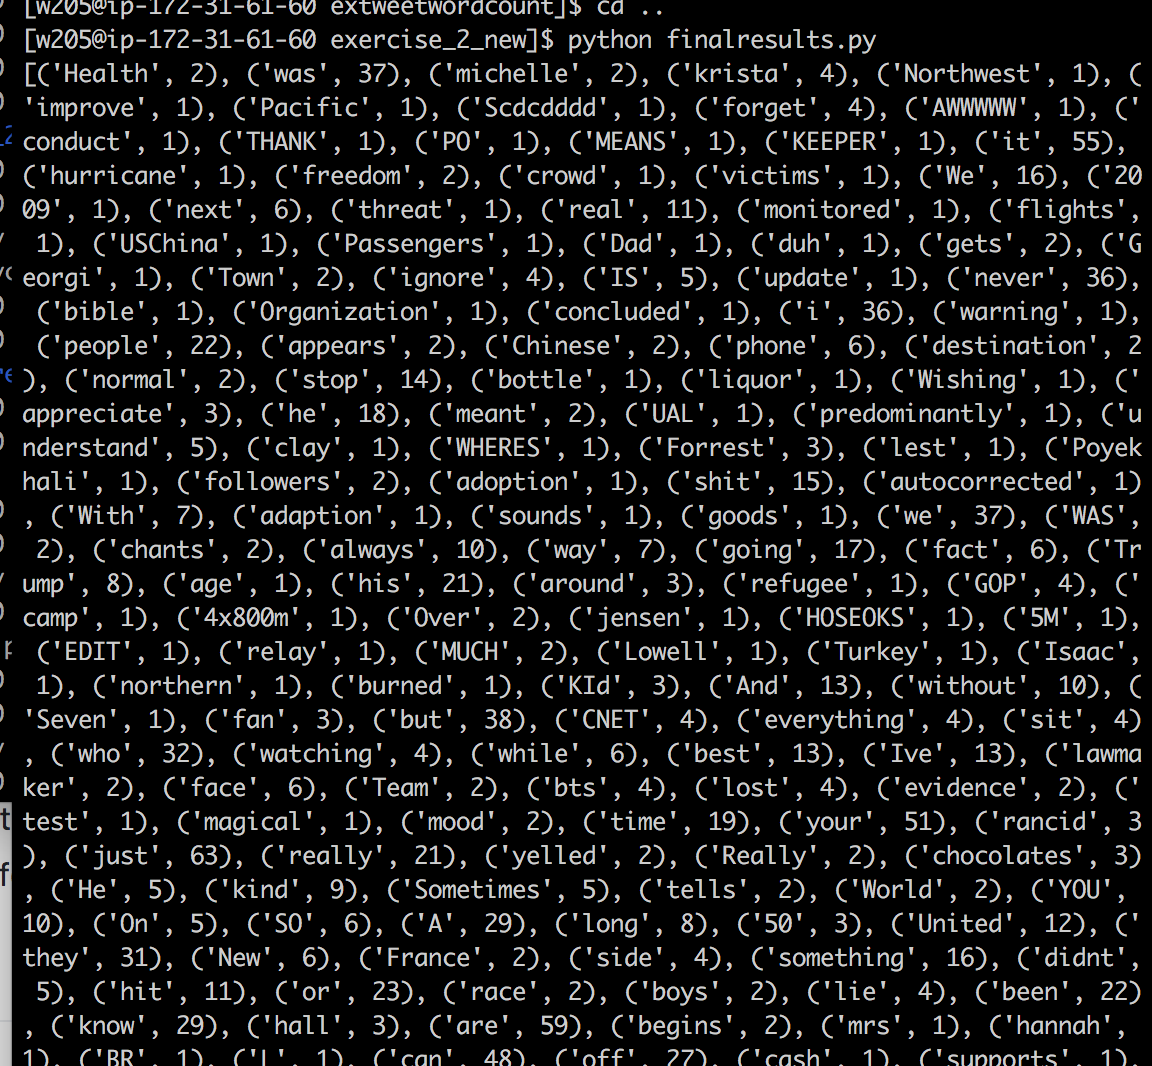 [w205@ip-172-31-61-60 extweetwordcount]$ cd ..
[w205@ip-172-31-61-60 exercise_2_new]$ python finalresults.py
[('Health', 2), ('was', 37), ('michelle', 2), ('krista', 4), ('Northwest', 1), (
'improve', 1), ('Pacific', 1), ('Scdcdddd', 1), ('forget', 4), ('AWWWWW', 1), ('
conduct', 1), ('THANK', 1), ('PO', 1), ('MEANS', 1), ('KEEPER', 1), ('it', 55),
('hurricane', 1), ('freedom', 2), ('crowd', 1), ('victims', 1), ('We', 16), ('20
09', 1), ('next', 6), ('threat', 1), ('real', 11), ('monitored', 1), ('flights',
1), ('USChina', 1), ('Passengers', 1), ('Dad', 1), ('duh', 1), ('gets', 2), ('G
eorgi', 1), ('Town', 2), ('ignore', 4), ('IS', 5), ('update', 1), ('never', 36),
('bible', 1), ('Organization', 1), ('concluded', 1), ('i', 36), ('warning', 1),
('people', 22), ('appears', 2), ('Chinese', 2), ('phone', 6), ('destination', 2
), ('normal', 2), ('stop', 14), ('bottle', 1), ('liquor', 1), ('Wishing', 1), ('
appreciate', 3), ('he', 18), ('meant', 2), ('UAL', 1), ('predominantly', 1), ('u
nderstand', 5), ('clay', 1), ('WHERES', 1), ('Forrest', 3), ('lest', 1), ('Poyek
hali', 1), ('followers', 2), ('adoption', 1), ('shit', 15), ('autocorrected', 1)
, ('With', 7), ('adaption', 1), ('sounds', 1), ('goods', 1), ('we', 37), ('WAS',
2), ('chants', 2), ('always', 10), ('way', 7), ('going', 17), ('fact', 6), ('Tr
ump', 8), ('age', 1), ('his', 21), ('around', 3), ('refugee', 1), ('GOP', 4), ('
camp', 1), ('4x800m', 1), ('Over', 2), ('jensen', 1), ('HOSEOKS', 1), ('5M', 1),
('EDIT', 1), ('relay', 1), ('MUCH', 2), ('Lowell', 1), ('Turkey', 1), ('Isaac',
1), ('northern', 1), ('burned', 1), ('KId', 3), ('And', 13), ('without', 10), (
'Seven', 1), ('fan', 3), ('but', 38), ('CNET', 4), ('everything', 4), ('sit', 4)
, ('who', 32), ('watching', 4), ('while', 6), ('best', 13), ('Ive', 13), ('lawma
ker', 2), ('face', 6), ('Team', 2), ('bts', 4), ('lost', 4), ('evidence', 2), ('
test', 1), ('magical', 1), ('mood', 2), ('time', 19), ('your', 51), ('rancid', 3
), ('just', 63), ('really', 21), ('yelled', 2), ('Really', 2), ('chocolates', 3)
, ('He', 5), ('kind', 9), ('Sometimes', 5), ('tells', 2), ('World', 2), ('YOU',
10), ('On', 5), ('SO', 6), ('A', 29), ('long', 8), ('50', 3), ('United', 12), ('
they', 31), ('New', 6), ('France', 2), ('side', 4), ('something', 16), ('didnt',
5), ('hit', 11), ('or', 23), ('race', 2), ('boys', 2), ('lie', 4), ('been', 22)
, ('know', 29), ('hall', 3), ('are', 59), ('begins', 2), ('mrs', 1), ('hannah',
1), ('BR', 1), ('L', 1), ('can', 48), ('off', 27), ('cash', 1), ('supports', 1),